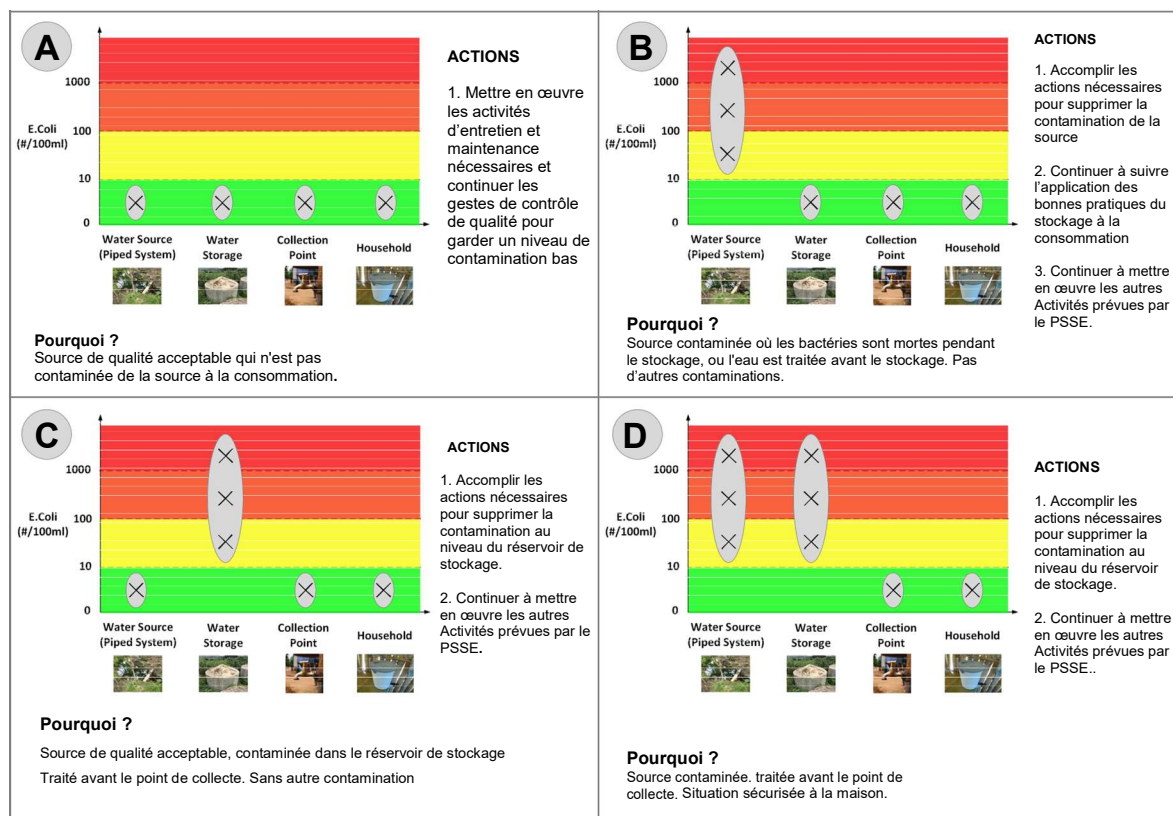 A
1000
E.Coli
(#/100ml)
100
10
0
Water Source
(Piped System)
Water
Storage
Collection
Point
Household
ACTIONS
1. Mettre en œuvre
les activités
d’entretien et
maintenance
nécessaires et
continuer les
gestes de contrôle
de qualité pour
garder un niveau de
contamination bas
Pourquoi ?
Source de qualité acceptable qui n'est pas
contaminée de la source à la consommation.
B
1000
E.Coli
(#/100ml)
100
10
0
Water Source
(Piped System)
Water
Storage
Collection
Point
Household
ACTIONS
1. Accomplir les
actions nécessaires
pour supprimer la
contamination de la
source
2. Continuer à suivre
l’application des
bonnes pratiques du
stockage à la
consommation
3. Continuer à mettre
en œuvre les autres
Activités prévues par
le PSSE.
Pourquoi ?
Source contaminée où les bactéries sont mortes pendant
le stockage, ou l'eau est traitée avant le stockage. Pas
d’autres contaminations.
C
1000
E.Coli
(#/100ml)
100
10
0
Water Source
(Piped System)
Water
Storage
Collection
Point
Household
ACTIONS
1. Accomplir les
actions nécessaires
pour supprimer la
contamination au
niveau du réservoir de
stockage.
2. Continuer à mettre
en œuvre les autres
Activités prévues par le
PSSE.
Pourquoi ?
Source de qualité acceptable, contaminée dans le réservoir de stockage
Traité avant le point de collecte. Sans autre contamination
D
1000
E.Coli
(#/100ml)
100
10
0
Water Source
(Piped System)
Water
Storage
Collection
Point
Household
ACTIONS
1. Accomplir les
actions nécessaires
pour supprimer la
contamination au
niveau du réservoir
de stockage.
2. Continuer à mettre
en œuvre les autres
Activités prévues par
le PSSE..
Pourquoi ?
Source contaminée. traitée avant le point de
collecte. Situation sécurisée à la maison.